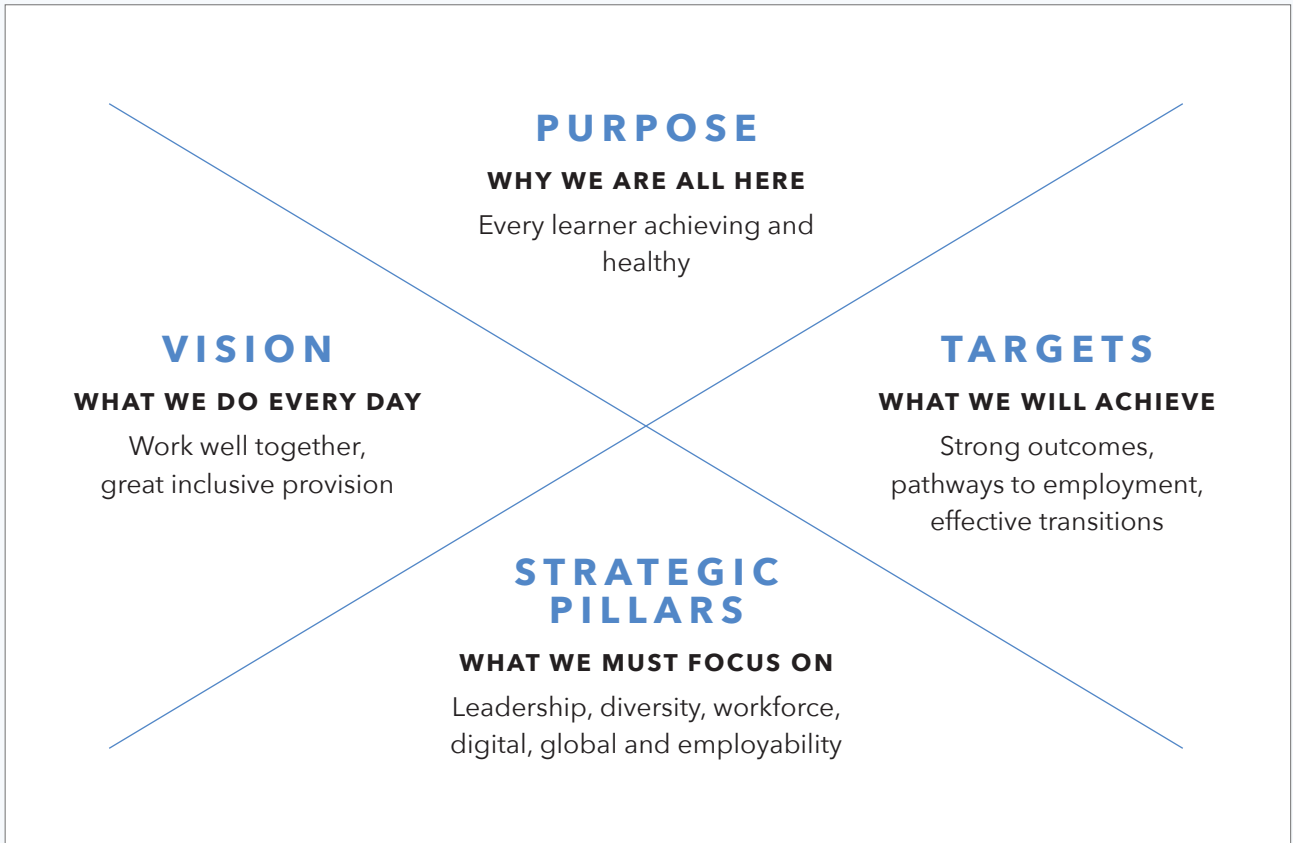 PURPOSE
WHY WE ARE ALL HERE
Every learner achieving and
healthy
VISION
WHAT WE DO EVERY DAY
Work well together,
great inclusive provision
TARGETS
WHAT WE WILL ACHIEVE
Strong outcomes,
pathways to employment,
effective transitions
STRATEGIC
PILLARS
WHAT WE MUST FOCUS ON
Leadership, diversity, workforce,
digital, global and employability